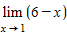 lim (6 − x)
x → 1